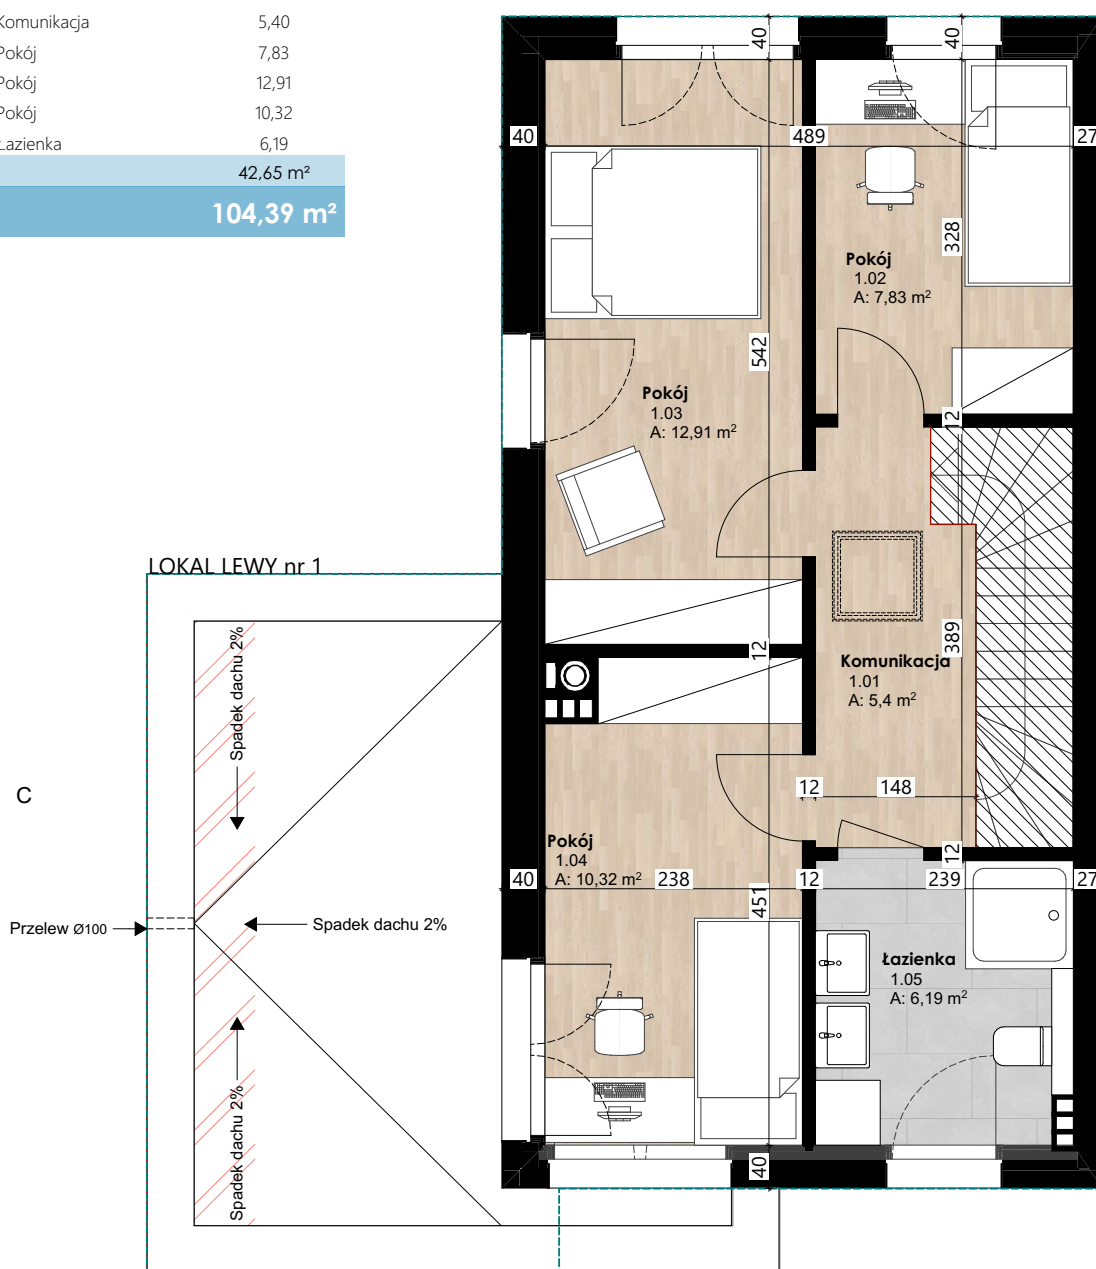 Komunikacja 5,40
Pokój 7,83
Pokój 12,91
Pokój 10,32
Łazienka 6,19
42,65 m²
104,39 m²
40
40
40
489
27
328
Pokój
1.02
A: 7,83 m²
542
Pokój
1.03
A: 12,91 m²
12
LOKAL LEWY nr 1
Spadek dachu 2%
12
389
Komunikacja
1.01
A: 5,4 m²
C
12
148
Pokój
1.04
A: 10,32 m²
40
238
12
12
239
27
451
Przelew Ø100
Spadek dachu 2%
Łazienka
1.05
A: 6,19 m²
Spadek dachu 2%
40